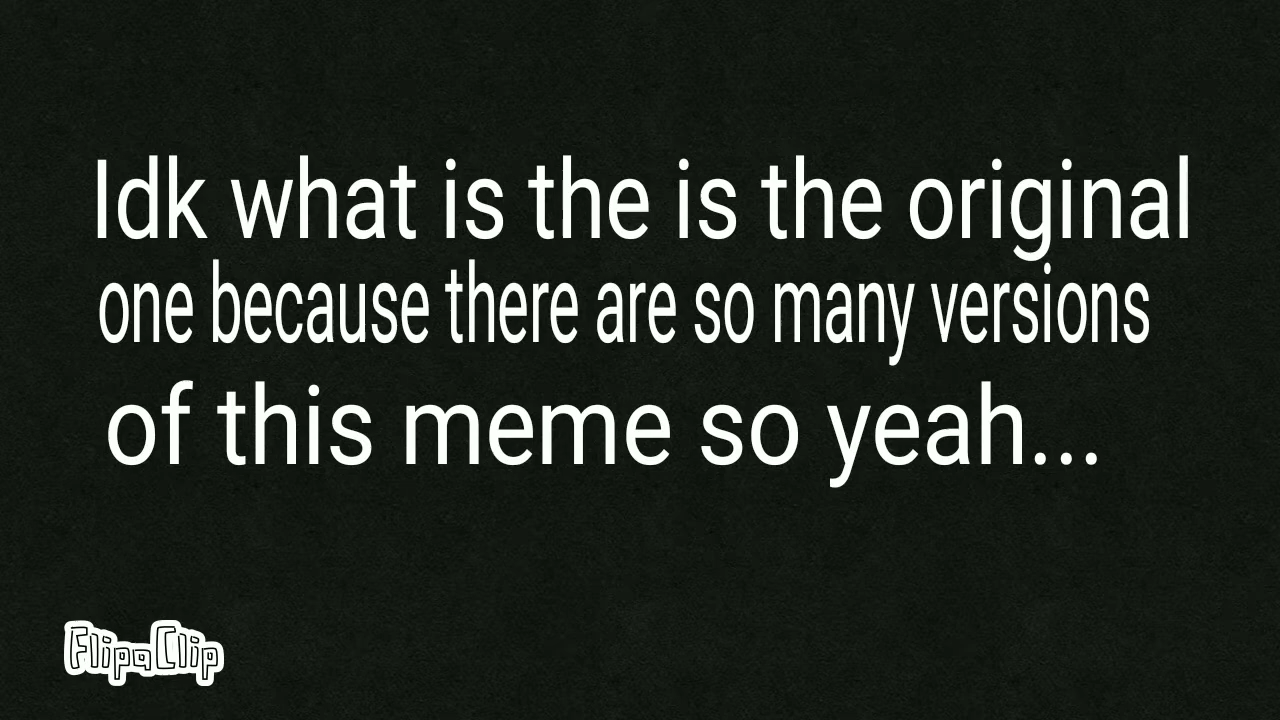 Idk what is the is the original
one because there are so many versions
of this meme so yeah...
FlipaClip